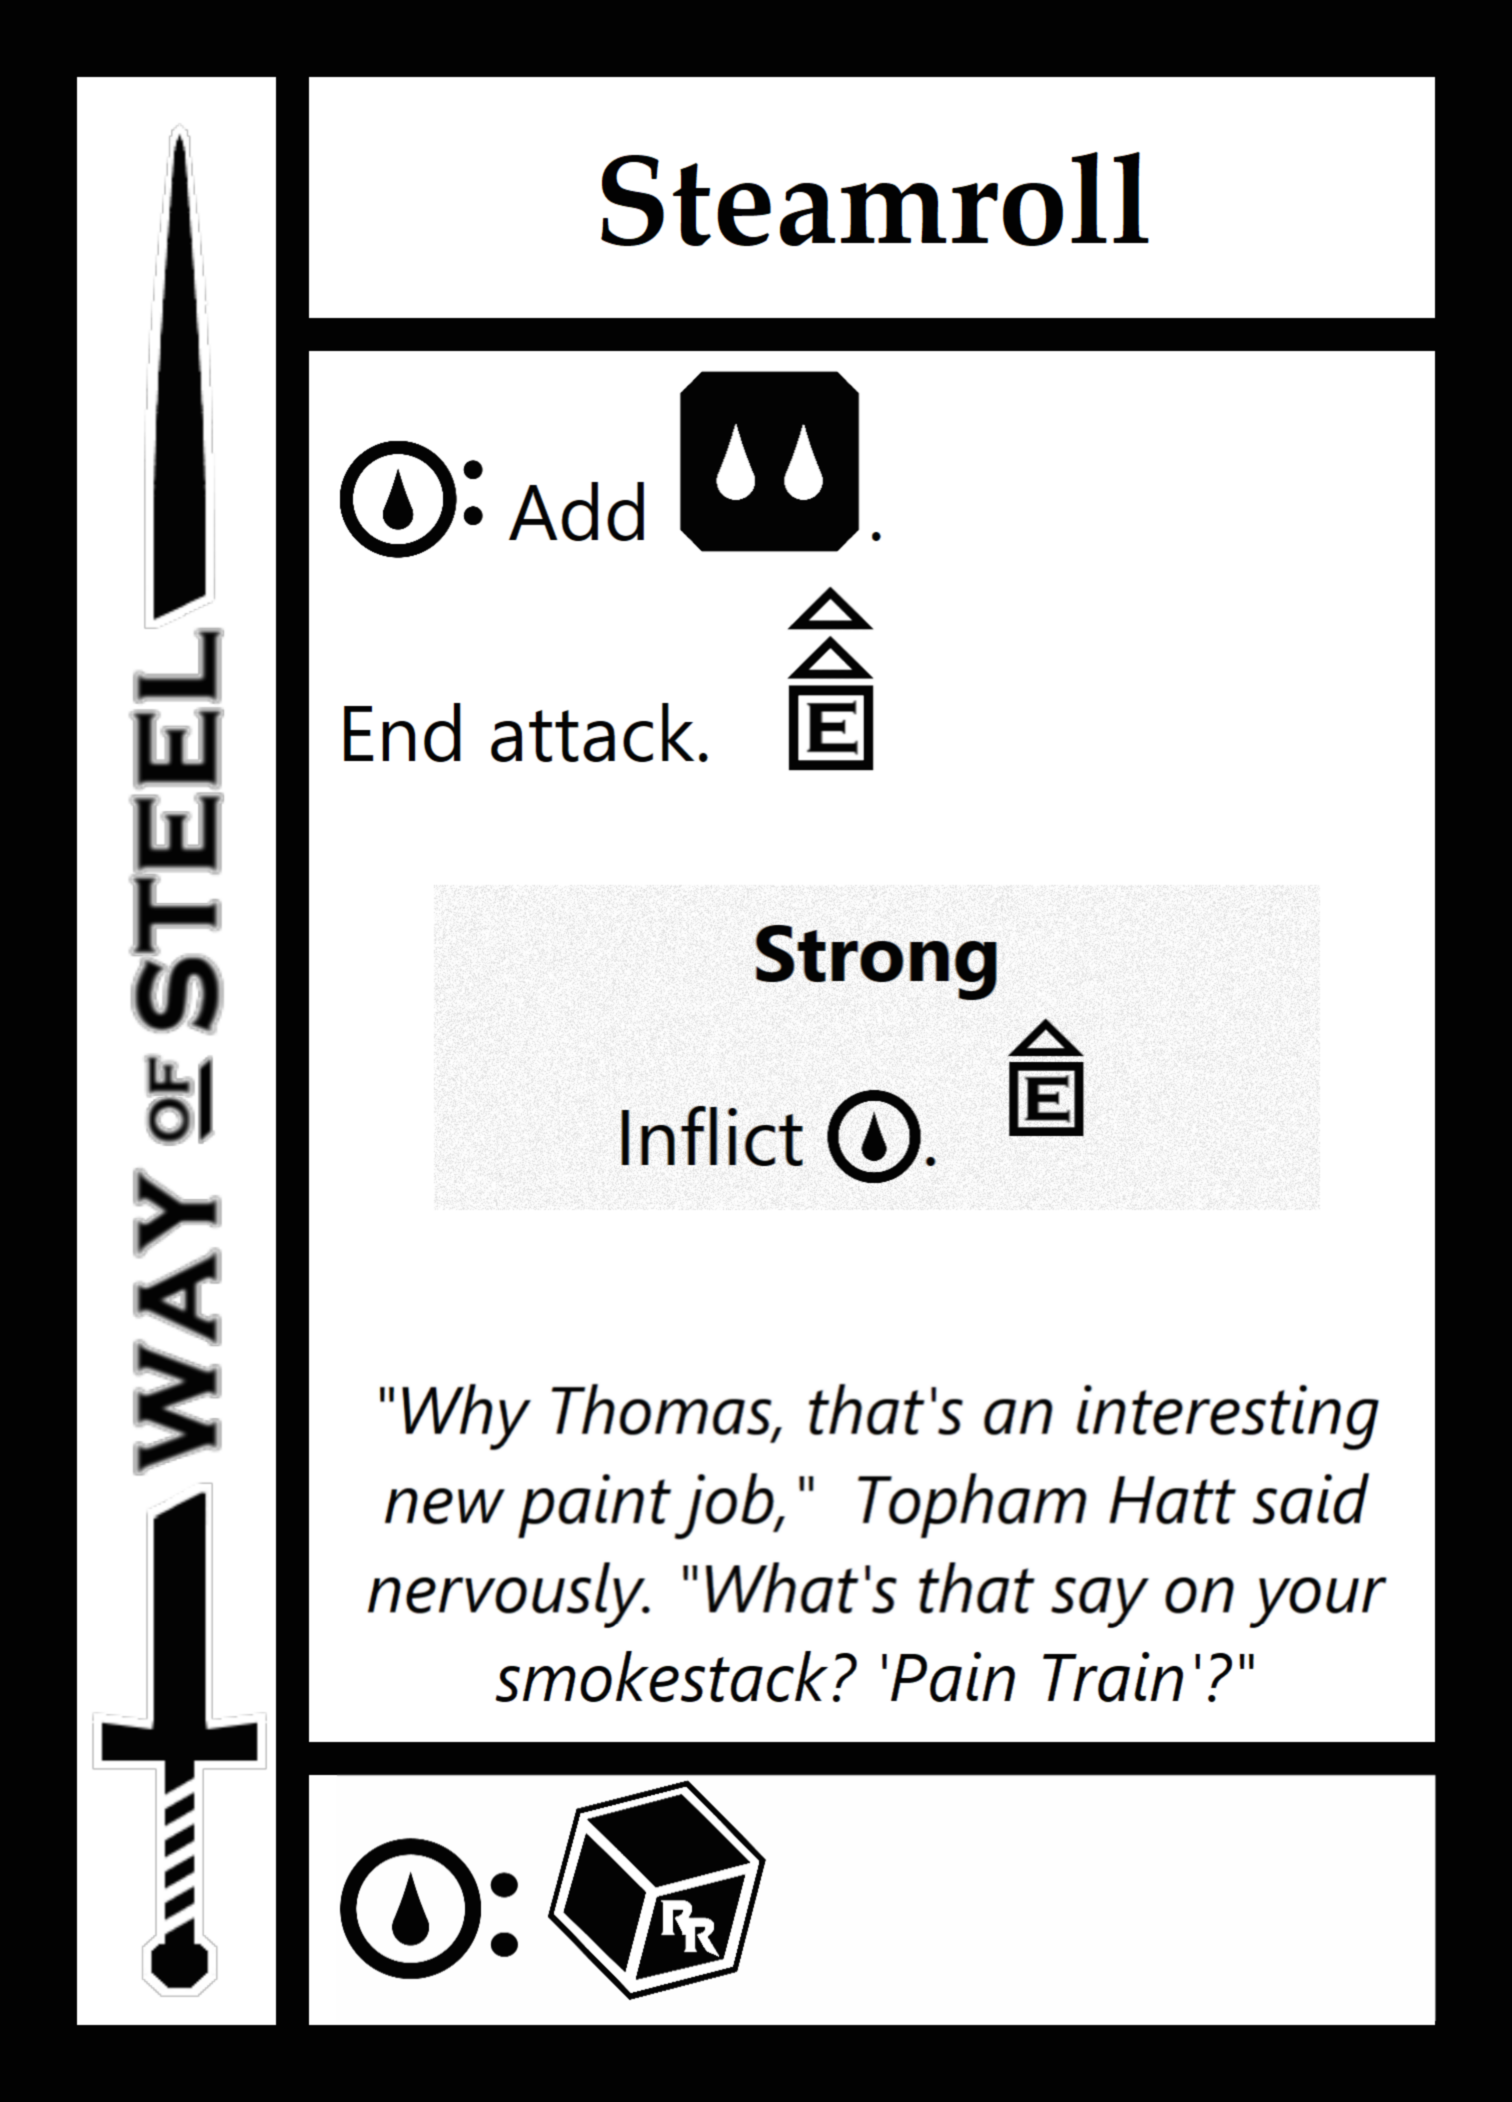 Steamroll
: Add .
End attack. E
Strong
Inflict . E
"Why Thomas, that's an interesting
new paint job,"  Topham Hatt said
nervously. "What's that say on your
smokestack? 'Pain Train'?"
: RR
WAY OF STEEL